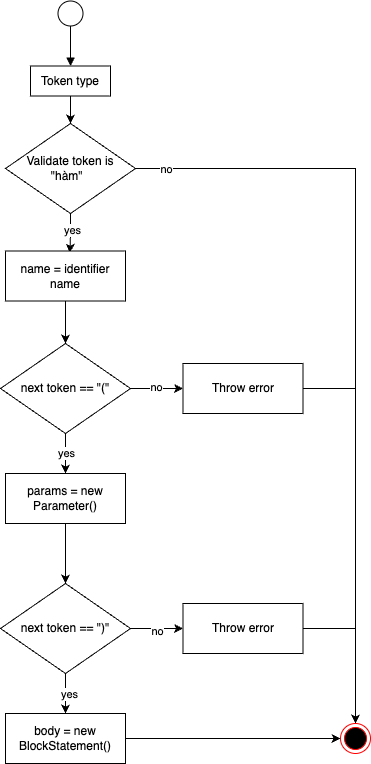 Token type
Validate token is
"hàm"
no
yes
name = identifier
name
next token == "("
no
Throw error
yes
params = new
Parameter()
next token == ")"
no
Throw error
yes
body = new
BlockStatement()